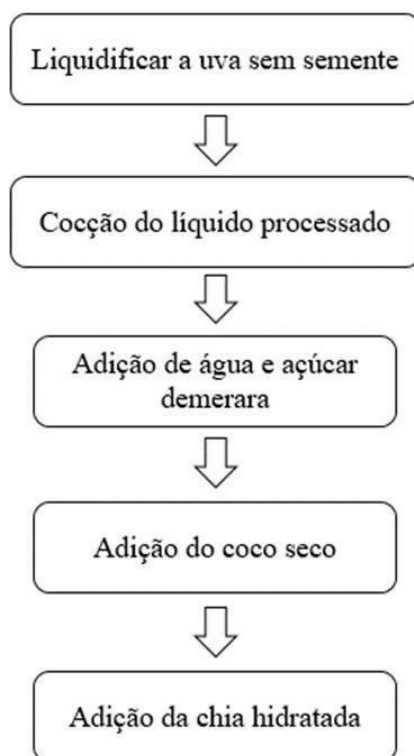 Liquidificar a uva sem semente
Cocção do líquido processado
Adição de água e açúcar
demerara
Adição do coco seco
Adição da chia hidratada